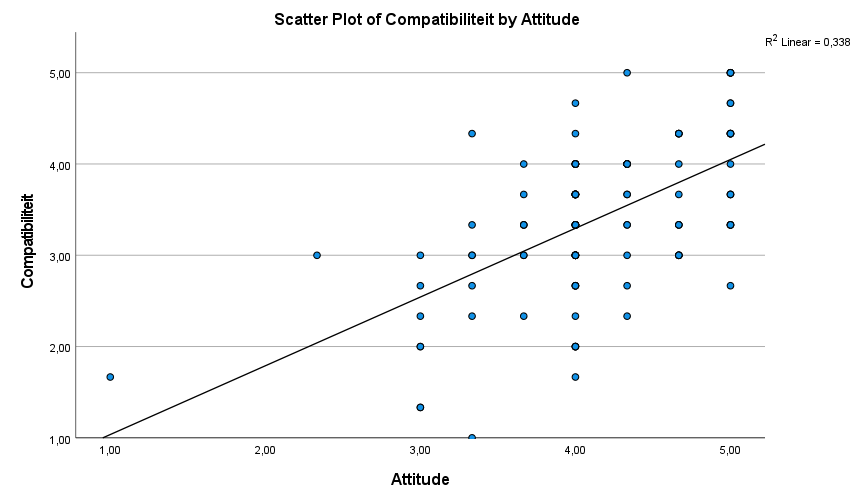 Scatter Plot of Compatibiliteit by Attitude
R2 Linear = 0,338
5,00
4,00
3,00
2,00
1,00
Compatibiliteit
1,00 2,00 3,00 4,00 5,00
Attitude